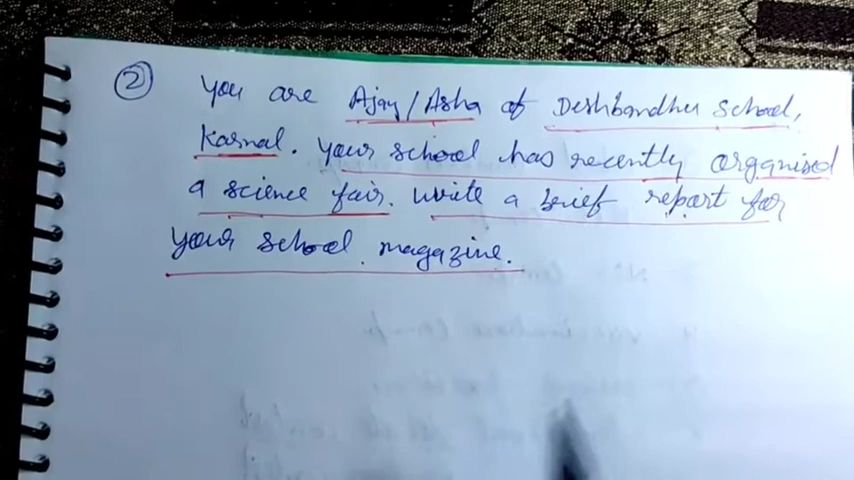 ② You are Ajay/Asha of Deshbandhu School,
Karnal. Your school has recently organised
a science fair. Write a brief report for
your school magazine.